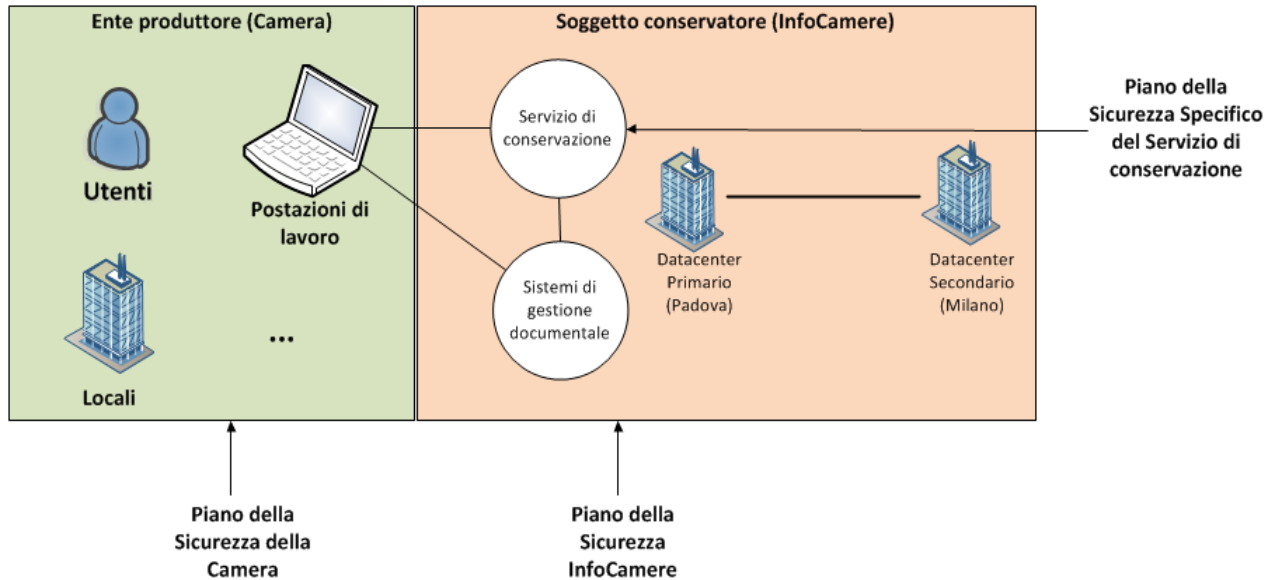 Ente produttore (Camera)
Soggetto conservatore (InfoCamere)
Utenti
Postazioni di
lavoro
Locali
...
Servizio di
conservazione
Sistemi di
gestione
documentale
Datacenter
Primario
(Padova)
Datacenter
Secondario
(Milano)
Piano della
Sicurezza Specifico
del Servizio di
conservazione
Piano della
Sicurezza della
Camera
Piano della
Sicurezza
InfoCamere